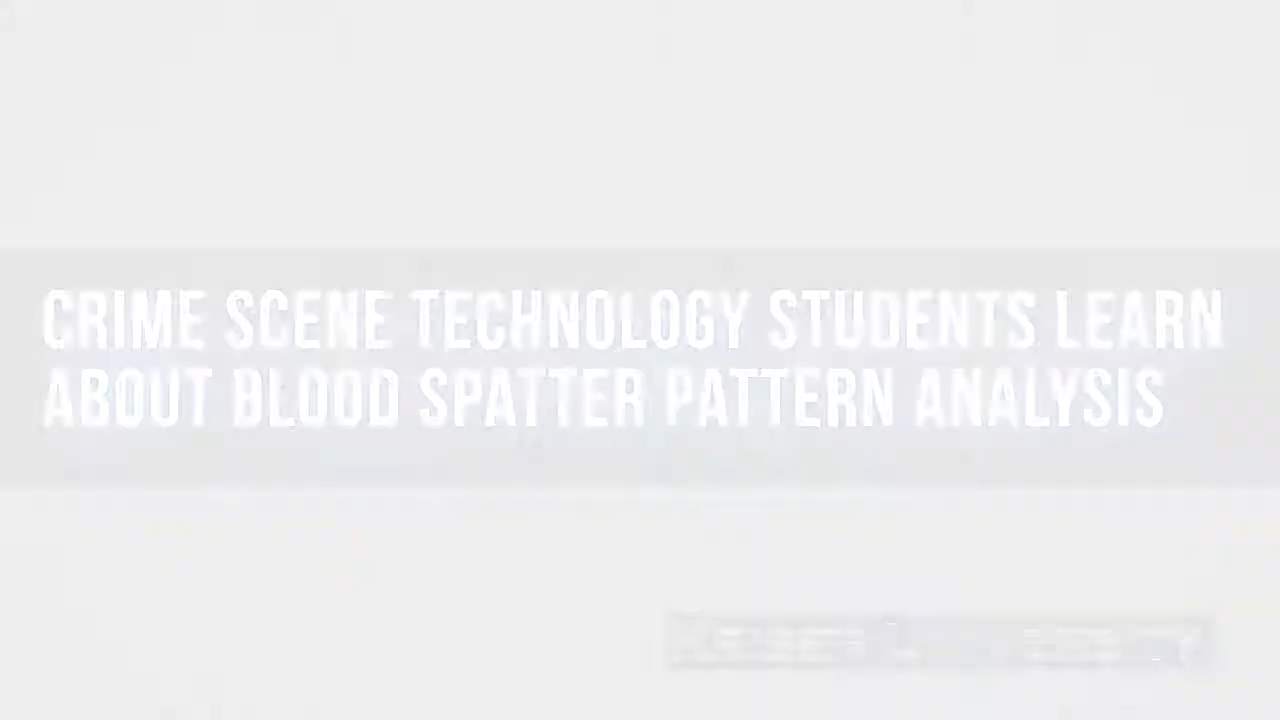 CRIME SCENE TECHNOLOGY STUDENTS LEARN
ABOUT BLOOD SPATTER PATTERN ANALYSIS